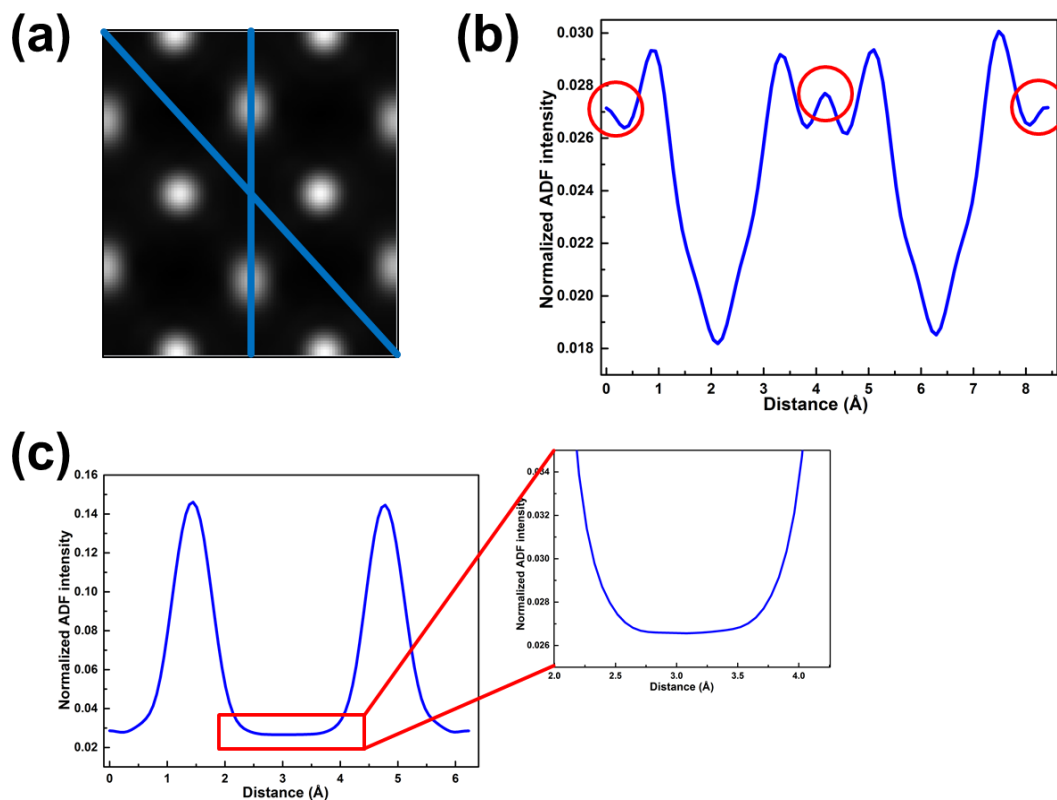 (a)
(b)
0.030
0.028
0.026
0.024
0.022
0.020
0.018
Normalized ADF intensity
0 1 2 3 4 5 6 7 8
Distance (Å)
(c)
0.16
0.14
0.12
0.10
0.08
0.06
0.04
0.02
Normalized ADF intensity
0 1 2 3 4 5 6
Distance (Å)
0.034
0.032
0.030
0.028
0.026
Normalized ADF intensity
2.0 2.5 3.0 3.5 4.0
Distance (Å)